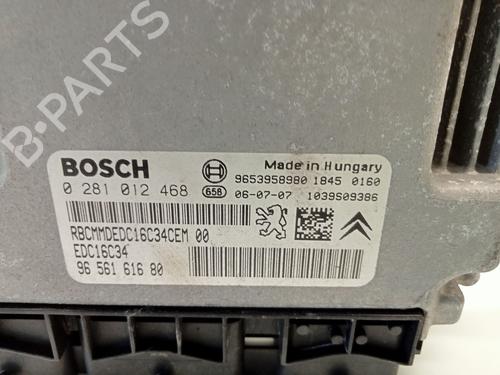 BOSCH
Made in Hungary
9653958980 1845 0160
0 281 012 468
658
06-07-07 1039S09386
RBCMMDEDC16C34CEM 00
EDC16C34
96 561 616 80
B-PARTS